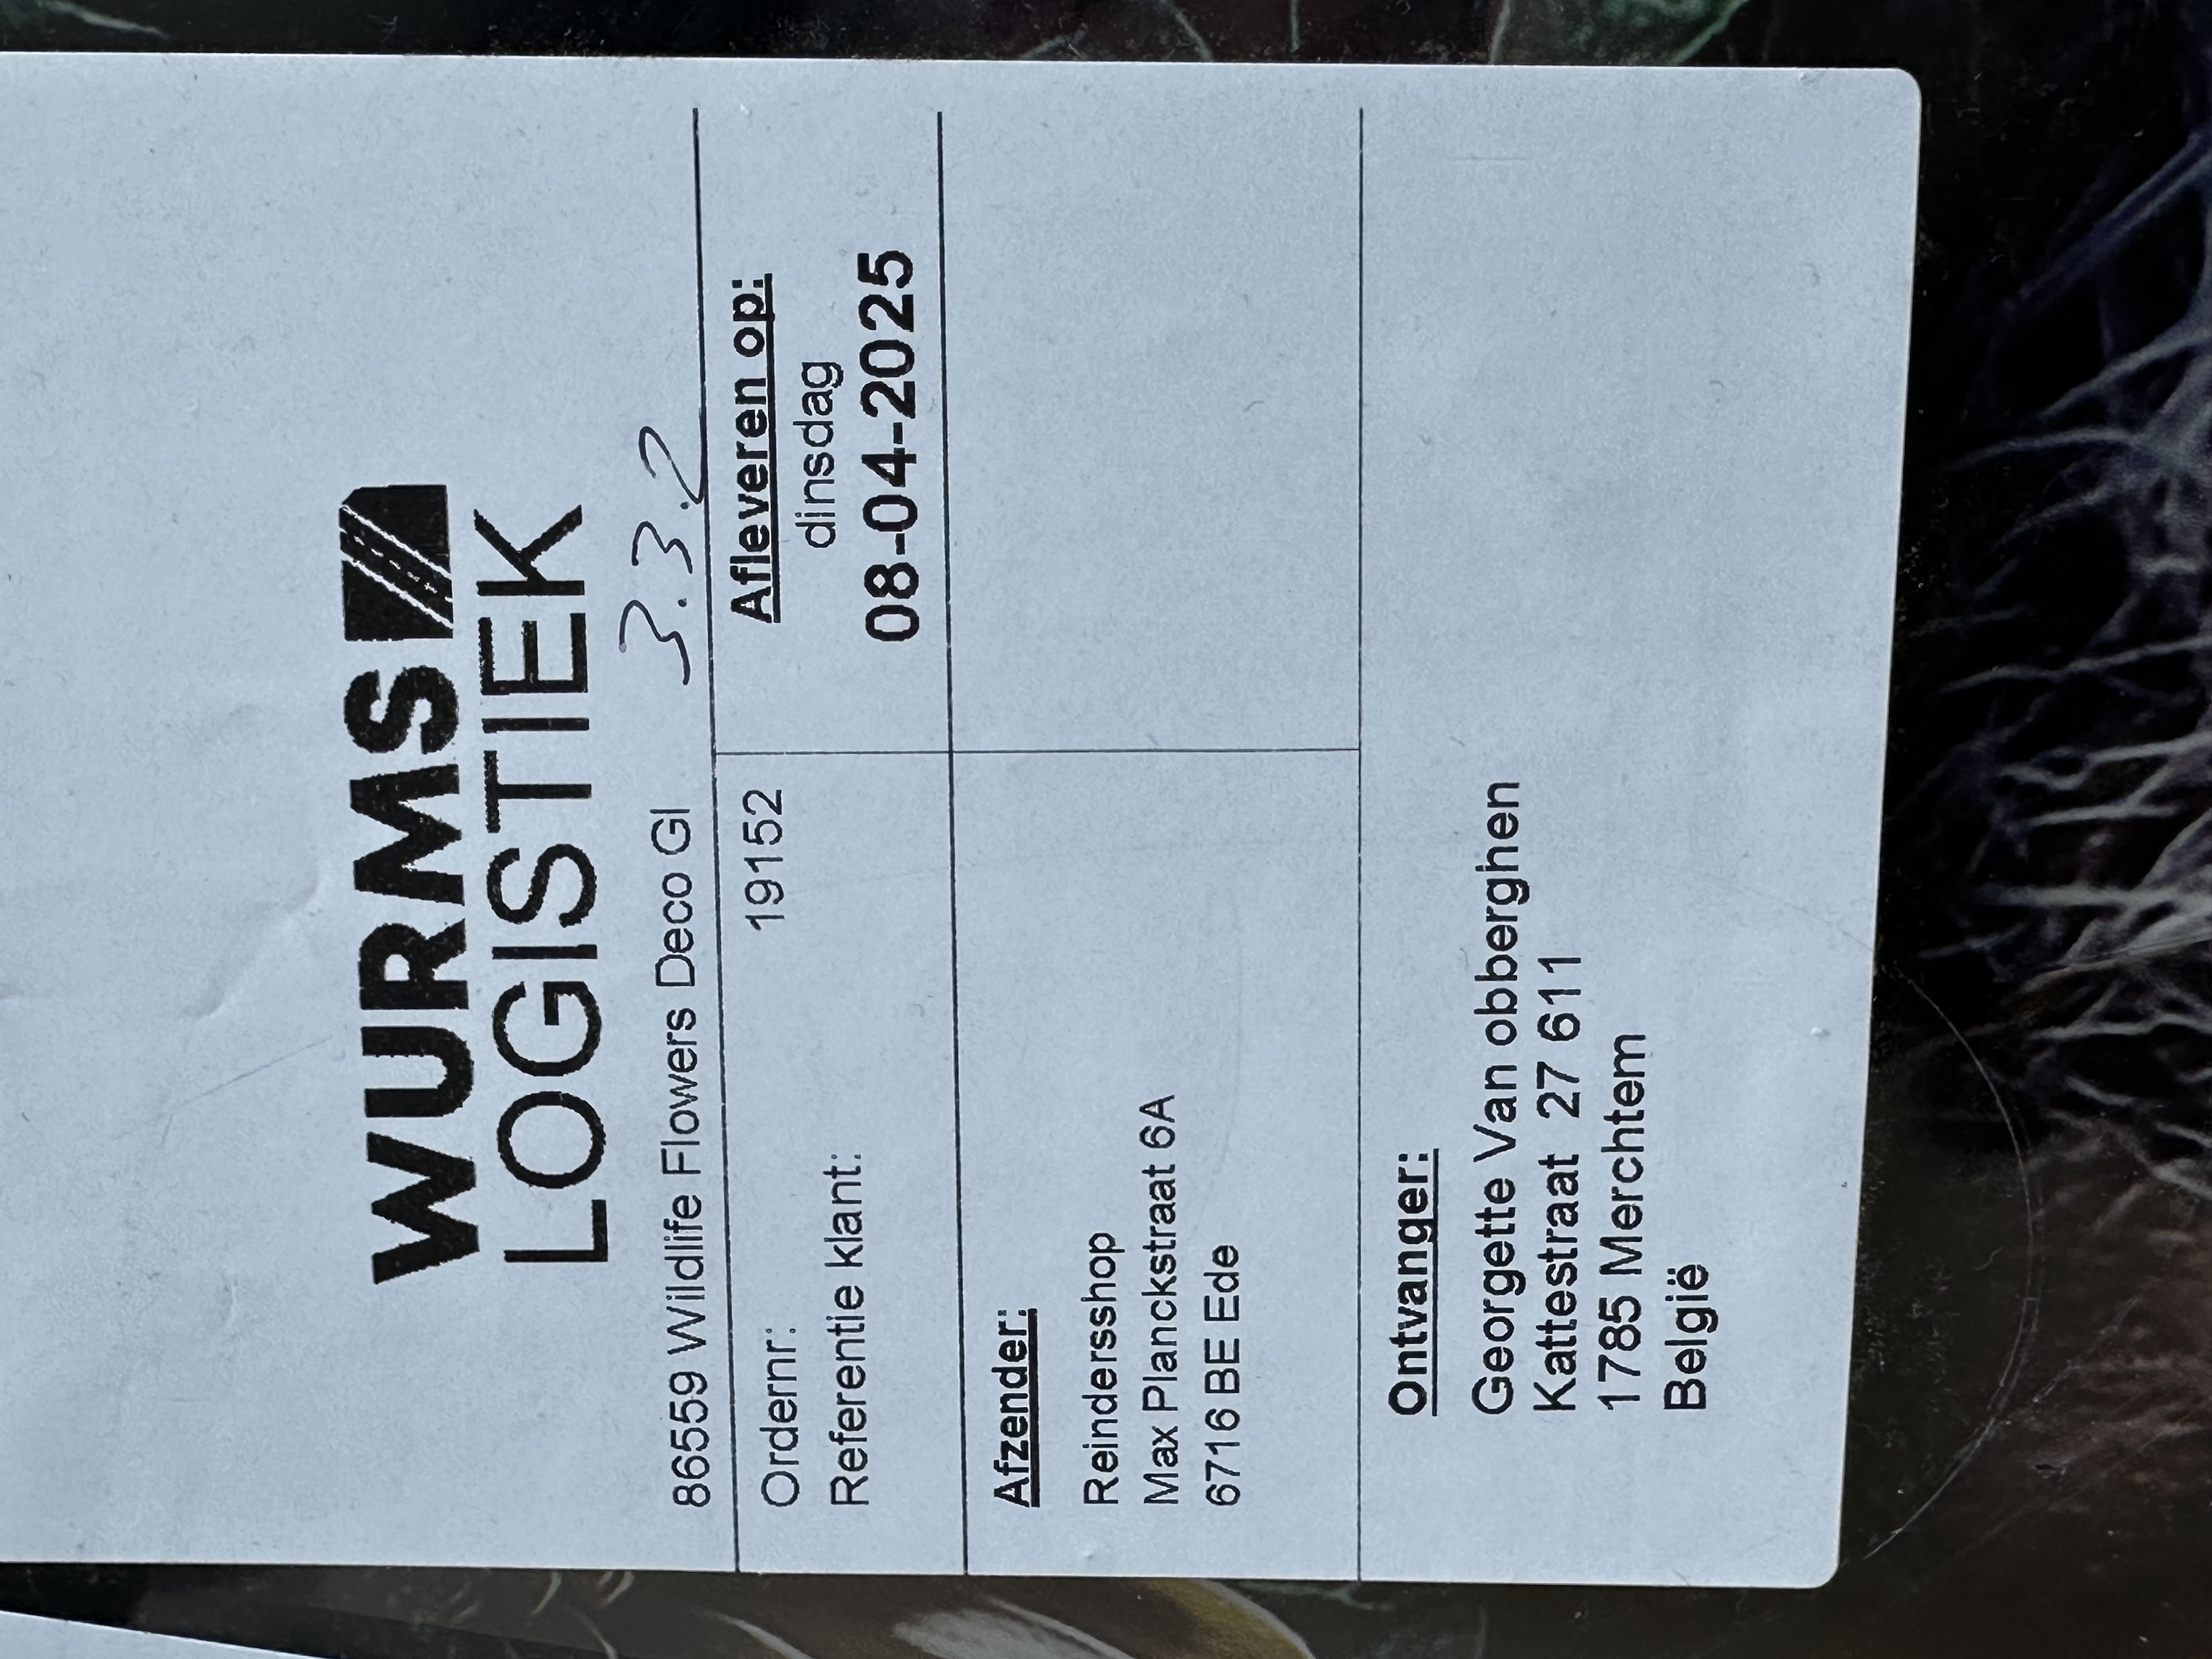 WURMS
LOGISTIEK
3.3.2
86559 Wildlife Flowers Deco Gl
Ordernr: 19152
Referentie klant:
Afleveren op:
dinsdag
08-04-2025
Afzender:
Reindersshop
Max Planckstraat 6A
6716 BE Ede
Ontvanger:
Georgette Van obberghen
Kattestraat 27 611
1785 Merchtem
België